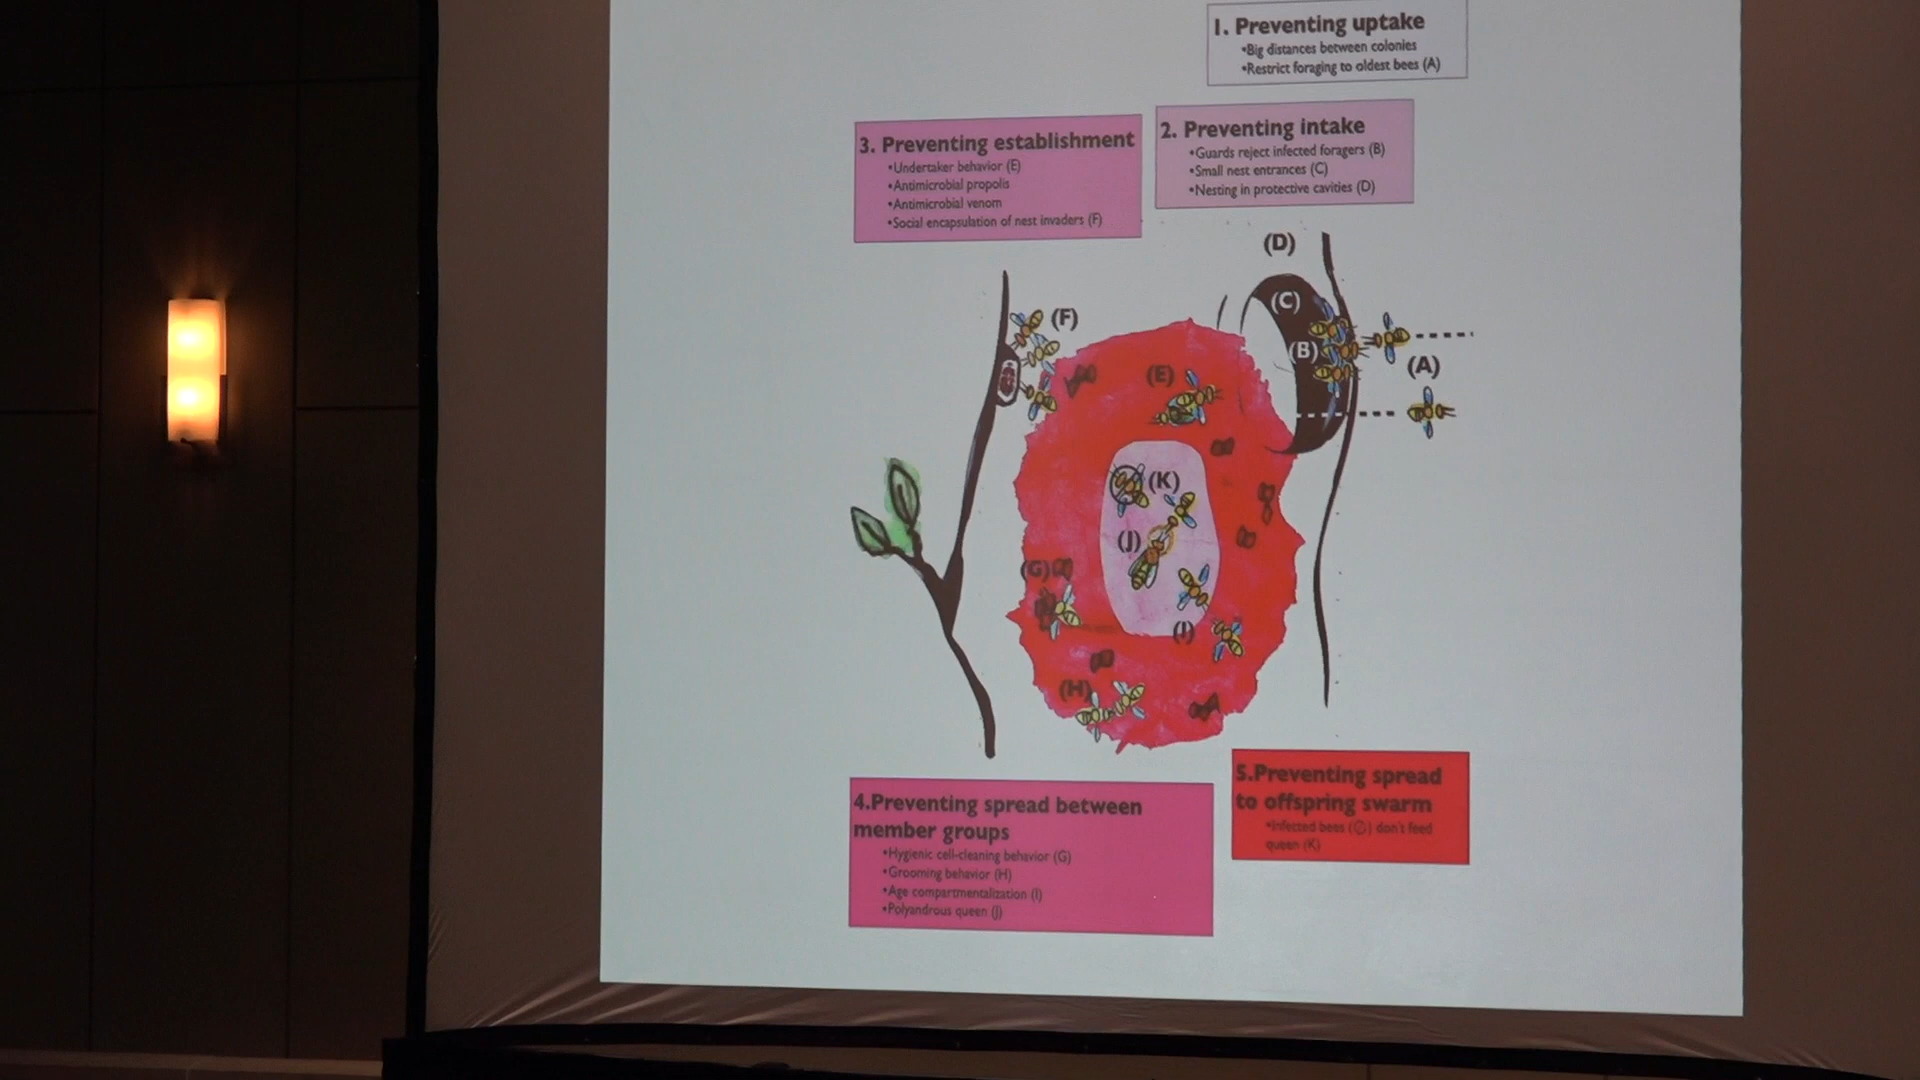 1. Preventing uptake
•Big distances between colonies
•Restrict foraging to oldest bees (A)
3. Preventing establishment
•Undertaker behavior (E)
•Antimicrobial propolis
•Antimicrobial venom
•Social encapsulation of nest invaders (F)
2. Preventing intake
•Guards reject infected foragers (B)
•Small nest entrances (C)
•Nesting in protective cavities (D)
(D)
(C)
(F)
(B)
(A)
(E)
(K)
(J)
(G)
(I)
(H)
4.Preventing spread between
member groups
•Hygienic cell-cleaning behavior (G)
•Grooming behavior (H)
•Age compartmentalization (I)
•Polyandrous queen (J)
5.Preventing spread
to offspring swarm
•Infected bees (∅) don't feed
queen (K)